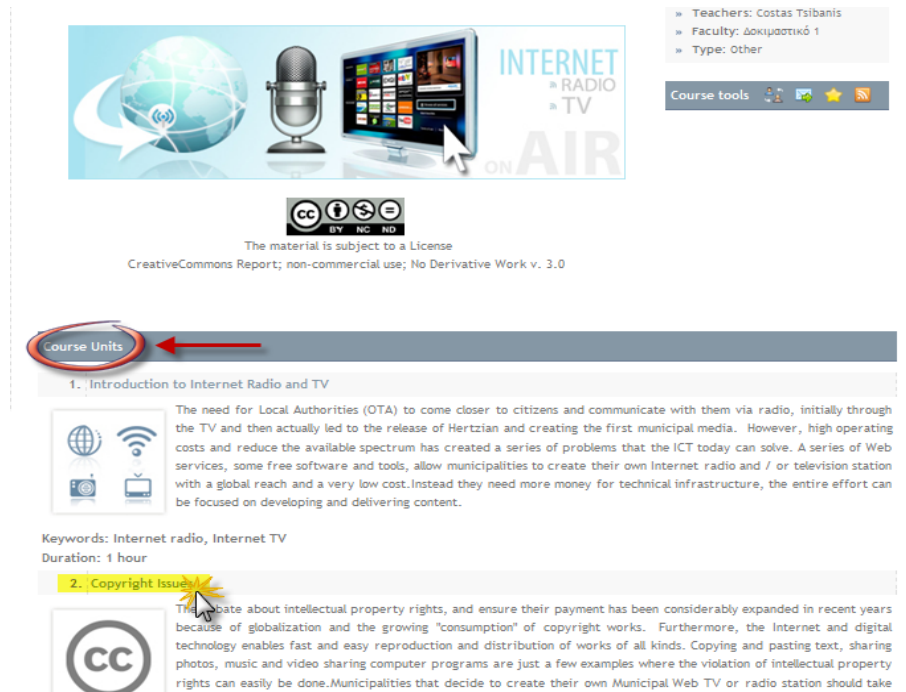 » Teachers: Costas Tsibanis
» Faculty: Δοκιμαστικό 1
» Type: Other
Course tools
INTERNET
» RADIO
» TV
ON AIR
CC
BY NC ND
The material is subject to a License
CreativeCommons Report; non-commercial use; No Derivative Work v. 3.0
Course Units
1. Introduction to Internet Radio and TV
The need for Local Authorities (OTA) to come closer to citizens and communicate with them via radio, initially through
the TV and then actually led to the release of Hertzian and creating the first municipal media. However, high operating
costs and reduce the available spectrum has created a series of problems that the ICT today can solve. A series of Web
services, some free software and tools, allow municipalities to create their own Internet radio and / or television station
with a global reach and a very low cost.Instead they need more money for technical infrastructure, the entire effort can
be focused on developing and delivering content.
Keywords: Internet radio, Internet TV
Duration: 1 hour
2. Copyright Issues
about intellectual property rights, and ensure their payment has been considerably expanded in recent years
because of globalization and the growing "consumption" of copyright works. Furthermore, the Internet and digital
technology enables fast and easy reproduction and distribution of works of all kinds. Copying and pasting text, sharing
photos, music and video sharing computer programs are just a few examples where the violation of intellectual property
rights can easily be done.Municipalities that decide to create their own Municipal Web TV or radio station should take
CC